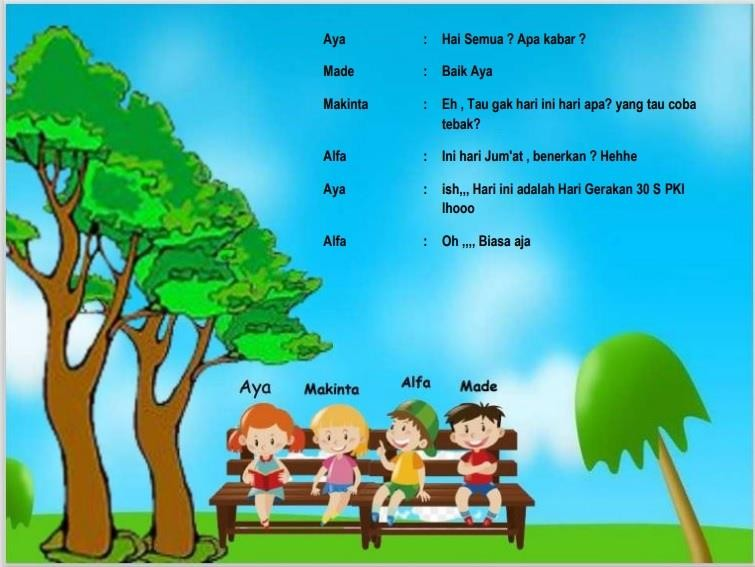 Aya : Hai Semua ? Apa kabar ?
Made : Baik Aya
Makinta : Eh , Tau gak hari ini hari apa? yang tau coba
tebak?
Alfa : Ini hari Jum'at , benerkan ? Hehhe
Aya : ish,,, Hari ini adalah Hari Gerakan 30 S PKI
lhooo
Alfa : Oh ,,,, Biasa aja
Aya Makinta Alfa Made